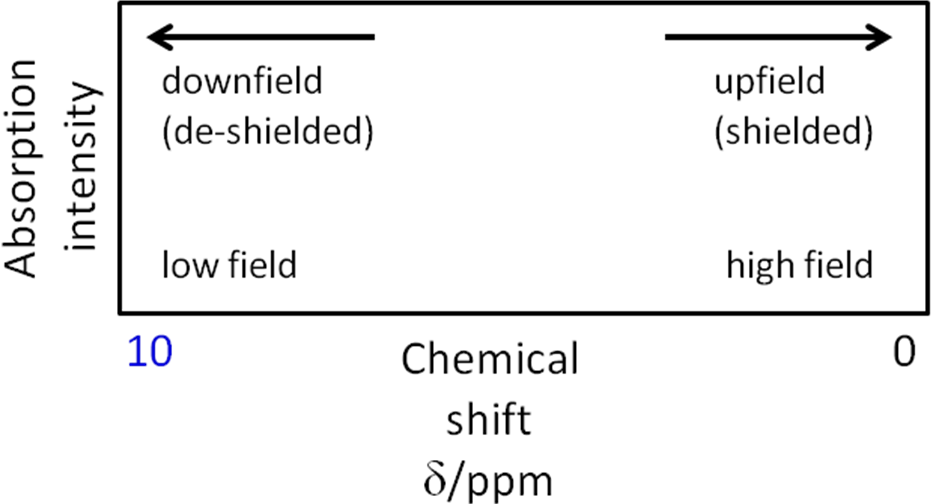 Absorption
intensity
downfield
(de-shielded)
upfield
(shielded)
low field
high field
10
0
Chemical
shift
δ/ppm